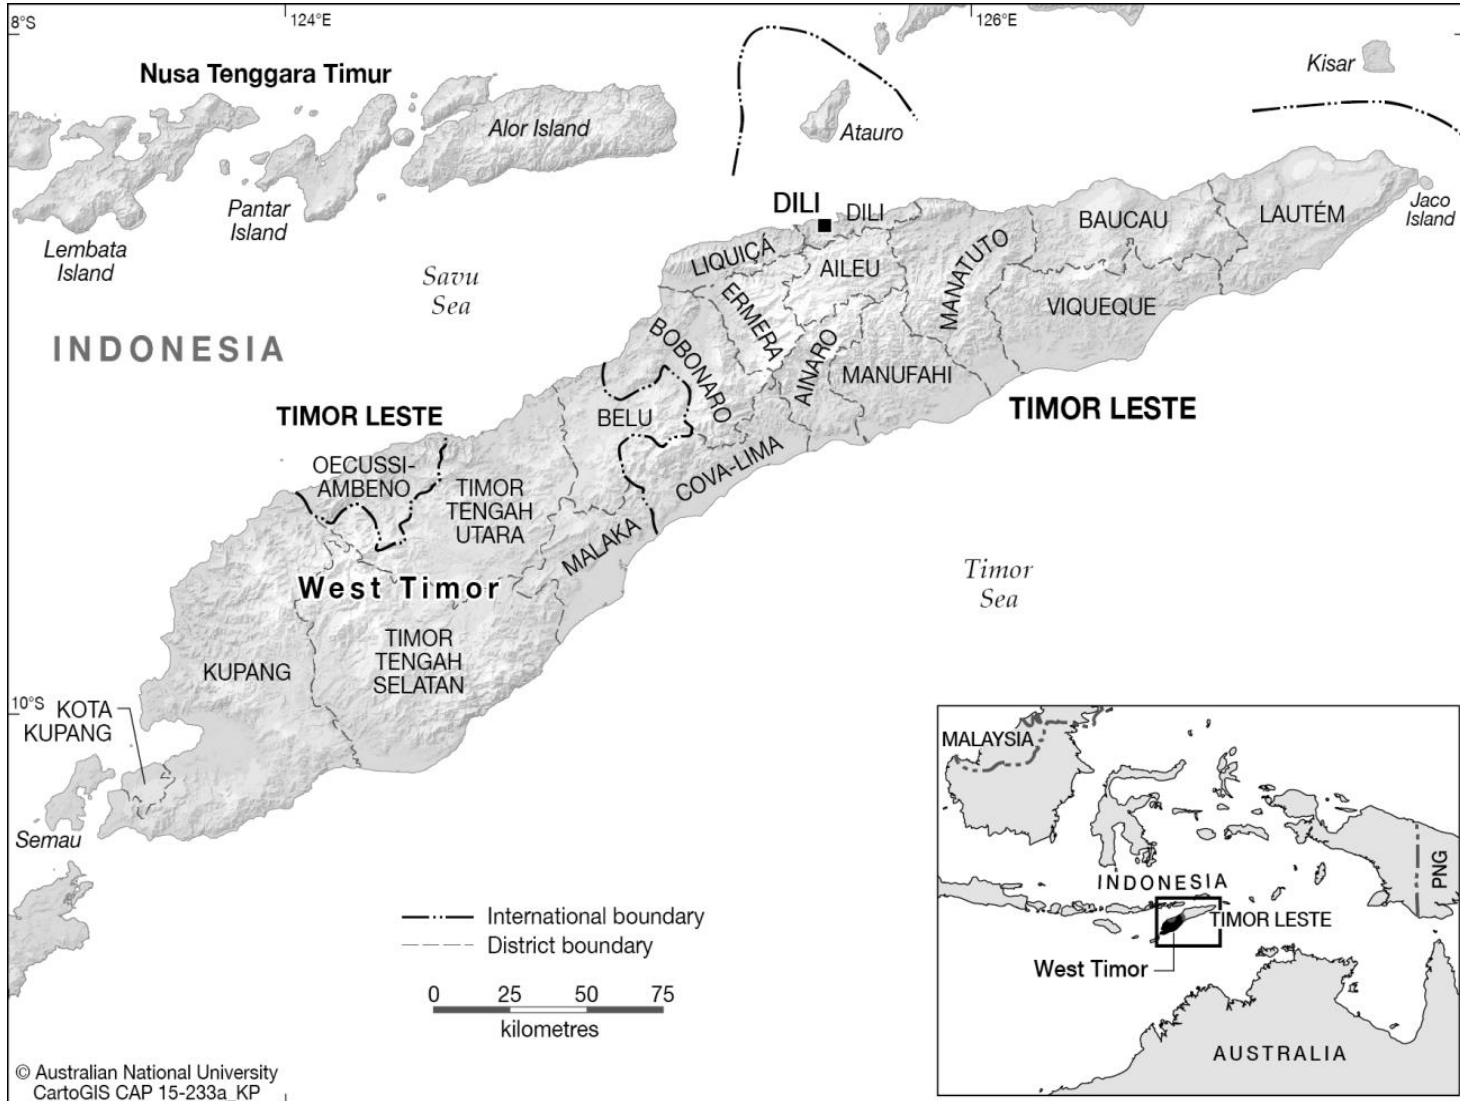 8°S
124°E
126°E
Nusa Tenggara Timur
Kisar
Alor Island
Atauro
Pantar
Island
Lembata
Island
DILI
DILI
BAUCAU
LAUTÉM
Jaco
Island
LIQUIÇÁ
AILEU
MANATUTO
VIQUEQUE
Savu
Sea
ERMERA
INDONESIA
BOBONARO
AINARO
MANUFAHI
TIMOR LESTE
TIMOR LESTE
BELU
COVA-LIMA
OECUSSI-
AMBENO
TIMOR
TENGAH
UTARA
MALAKA
West Timor
Timor
Sea
TIMOR
TENGAH
SELATAN
KUPANG
10°S
KOTA
KUPANG
Semau
International boundary
District boundary
0 25 50 75
kilometres
© Australian National University
CartoGIS CAP 15-233a_KP
MALAYSIA
INDONESIA
PNG
TIMOR LESTE
West Timor
AUSTRALIA